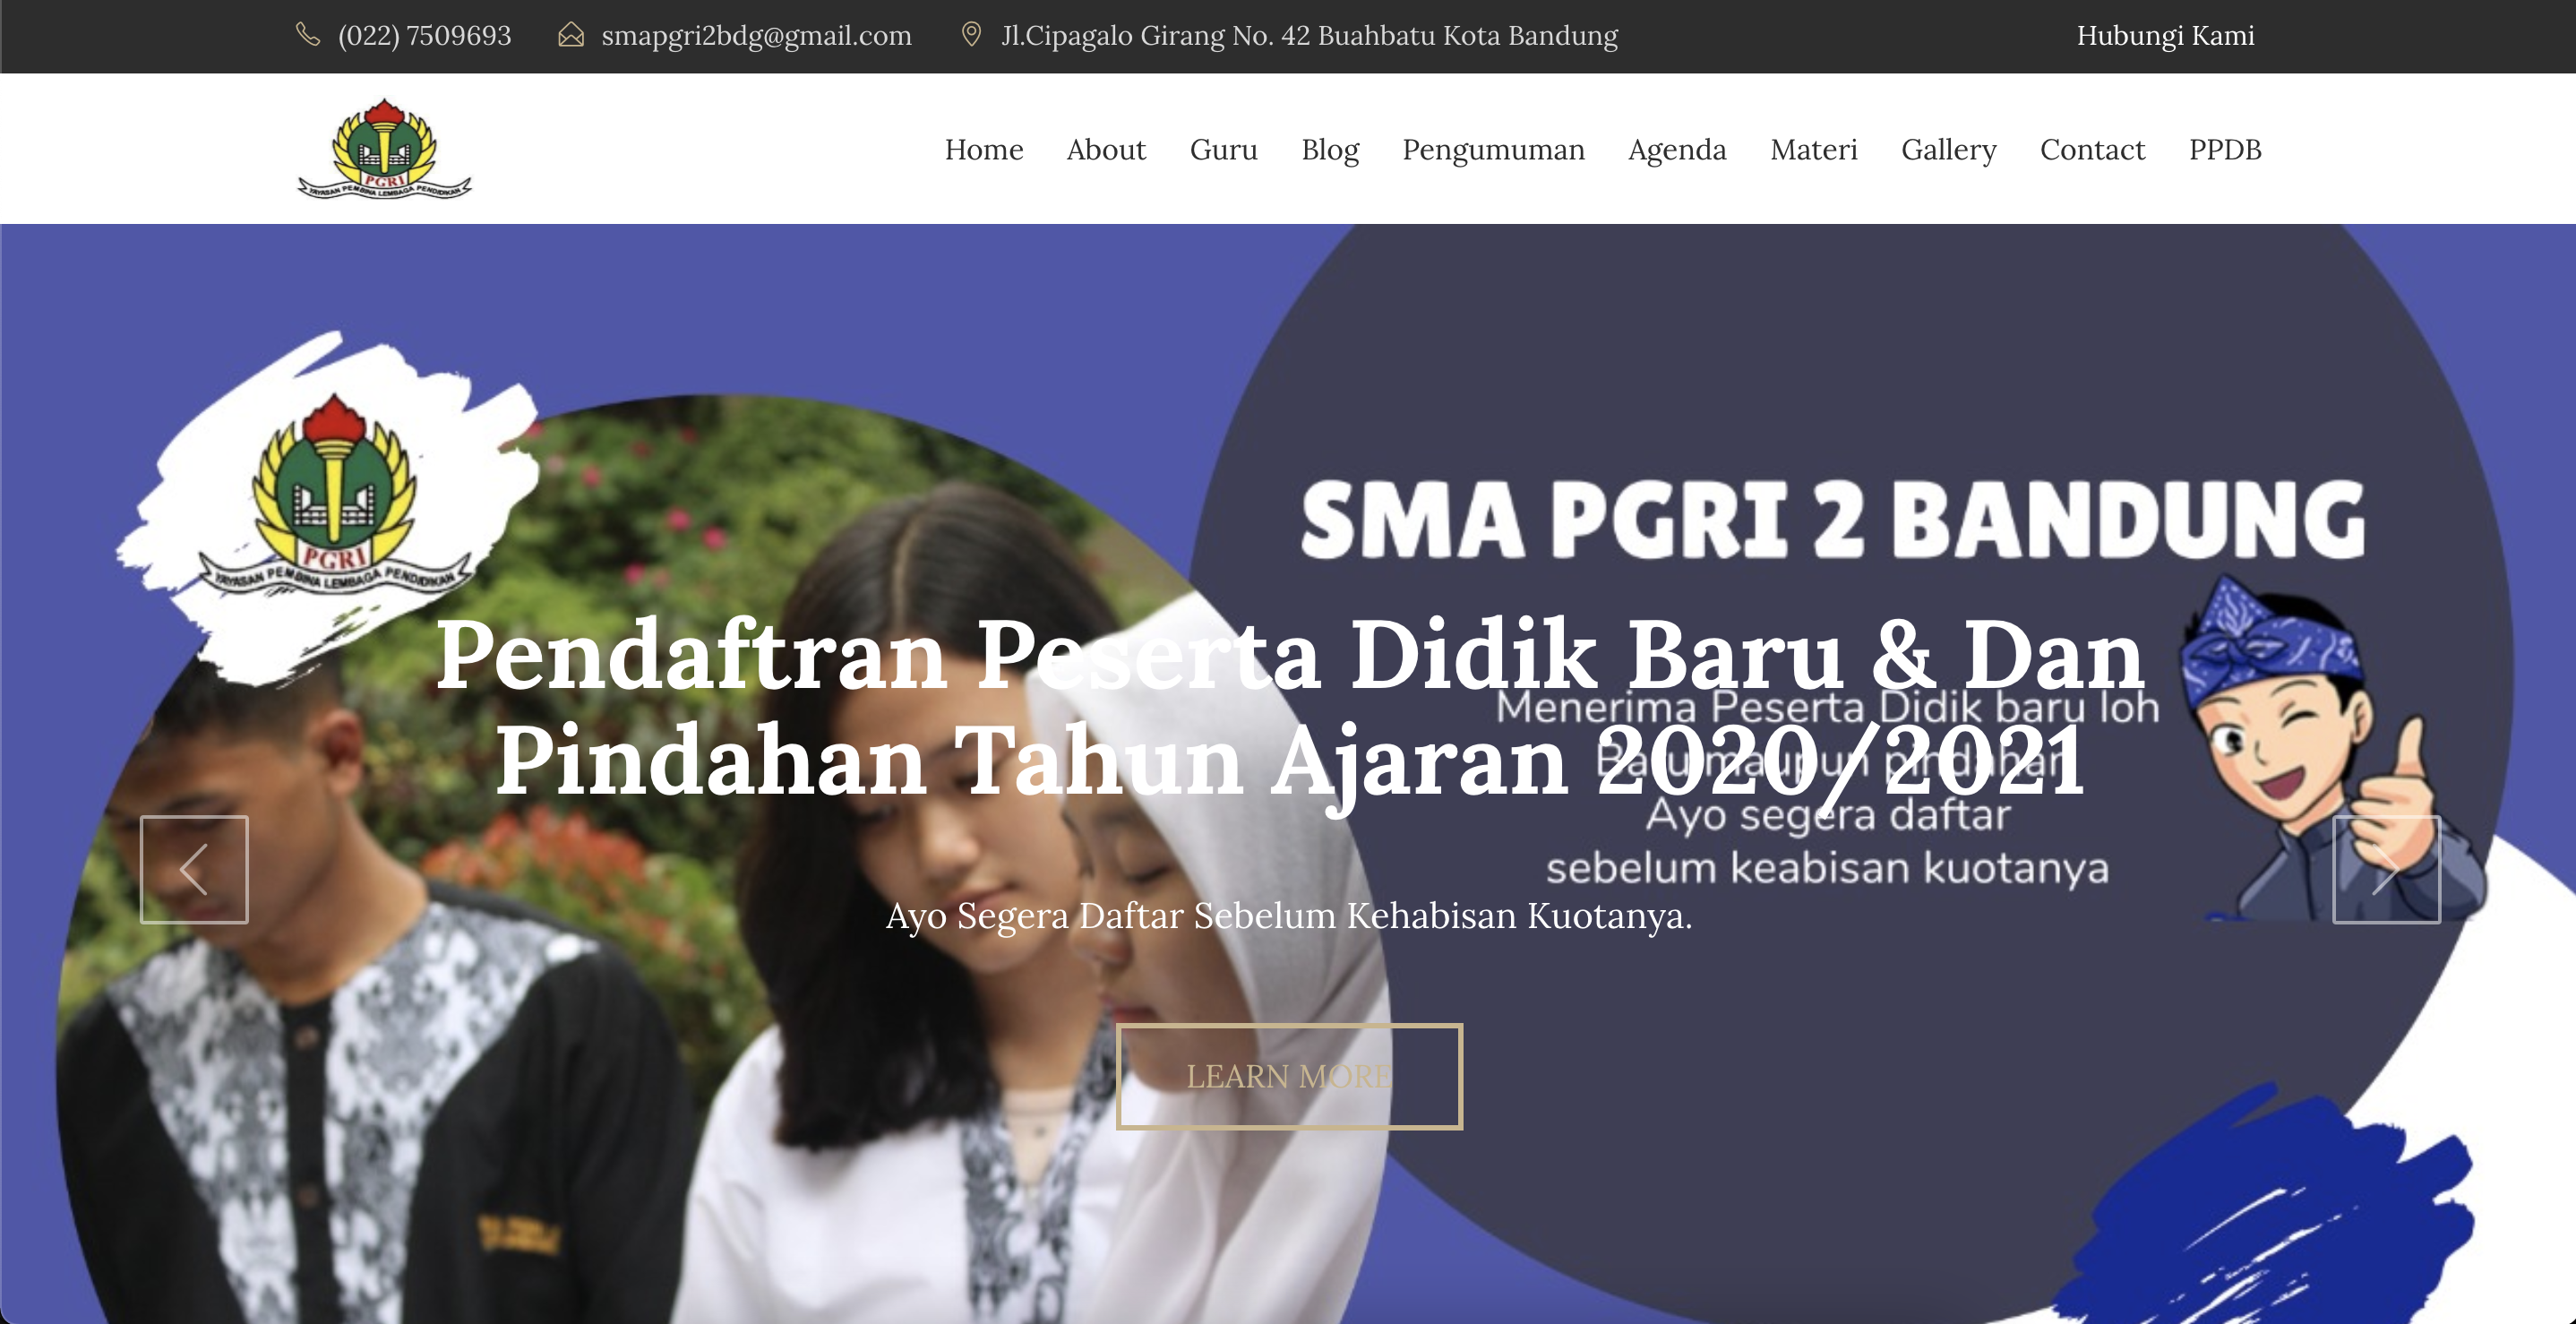 (022) 7509693 smapgri2bdg@gmail.com Jl.Cipagalo Girang No. 42 Buahbatu Kota Bandung Hubungi Kami
PGRI
YAYASAN PEMBINA LEMBAGA PENDIDIKAN
Home About Guru Blog Pengumuman Agenda Materi Gallery Contact PPDB
PGRI
YAYASAN PEMBINA LEMBAGA PENDIDIKAN
SMA PGRI 2 BANDUNG
Pendaftran Peserta Didik Baru & Dan
Pindahan Tahun Ajaran 2020/2021
Menerima Peserta Didik baru loh
Baru maupun pindahan
Ayo segera daftar
sebelum keabisan kuotanya
Ayo Segera Daftar Sebelum Kehabisan Kuotanya.
LEARN MORE